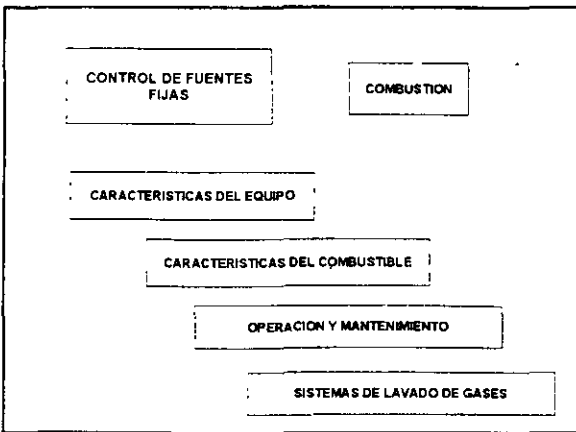 CONTROL DE FUENTES
FIJAS
COMBUSTION
CARACTERISTICAS DEL EQUIPO
CARACTERISTICAS DEL COMBUSTIBLE
OPERACION Y MANTENIMIENTO
SISTEMAS DE LAVADO DE GASES